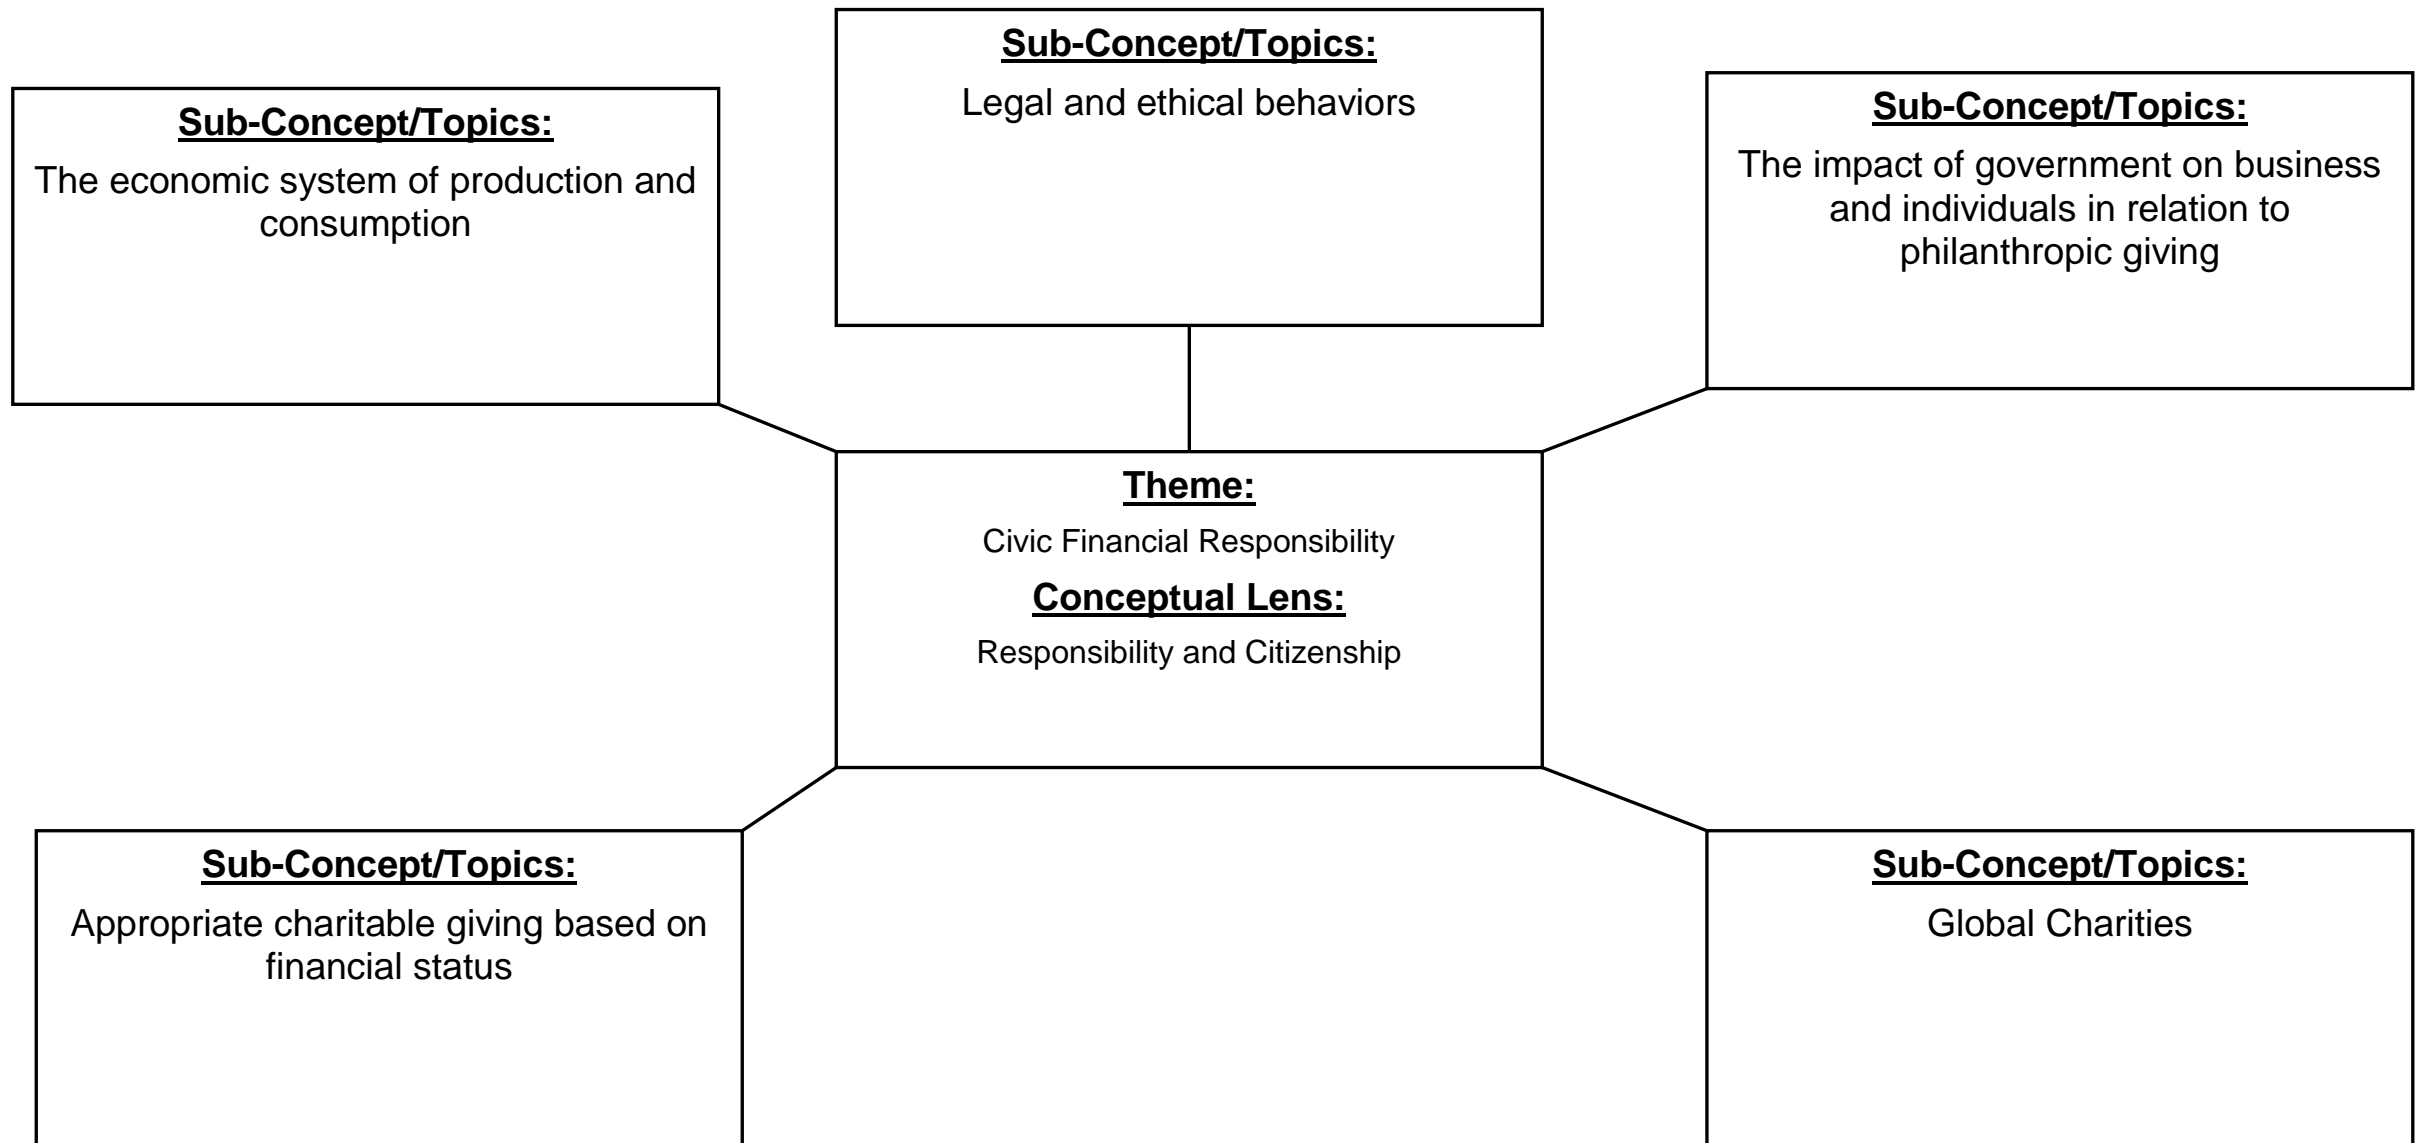 Sub-Concept/Topics:
The economic system of production and
consumption
Sub-Concept/Topics:
Legal and ethical behaviors
Sub-Concept/Topics:
The impact of government on business
and individuals in relation to
philanthropic giving
Theme:
Civic Financial Responsibility
Conceptual Lens:
Responsibility and Citizenship
Sub-Concept/Topics:
Appropriate charitable giving based on
financial status
Sub-Concept/Topics:
Global Charities